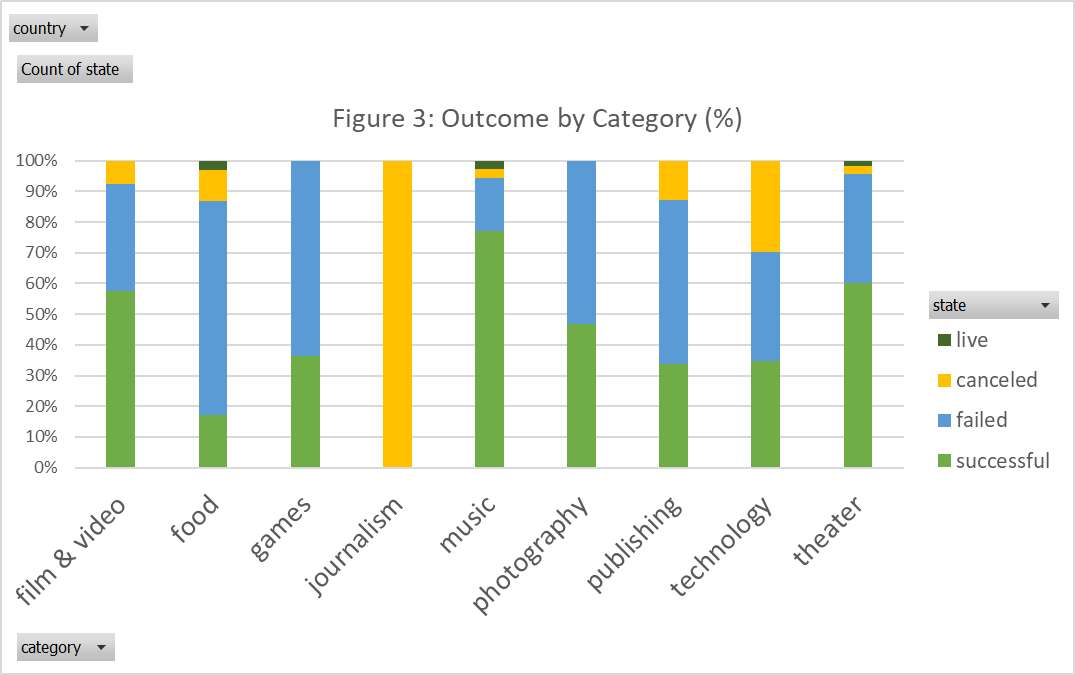 country
Count of state
Figure 3: Outcome by Category (%)
100%
90%
80%
70%
60%
50%
40%
30%
20%
10%
0%
film & video
food
games
journalism
music
photography
publishing
technology
theater
state
live
canceled
failed
successful
category